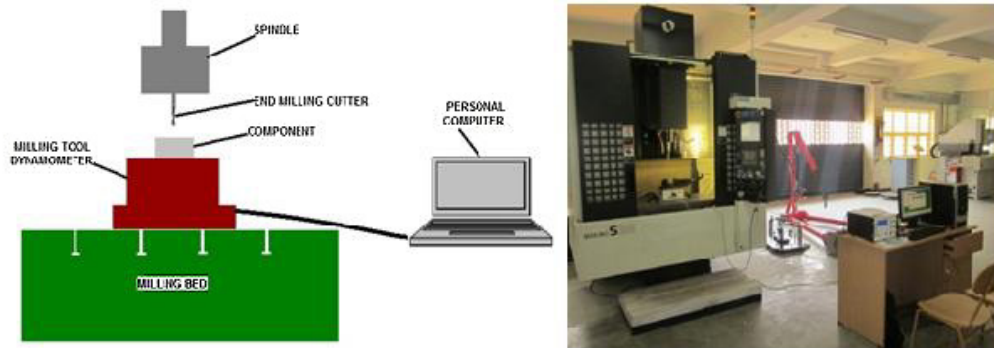 SPINDLE
END MILLING CUTTER
COMPONENT
MILLING TOOL
DYNAMOMETER
PERSONAL
COMPUTER
MILLING BED